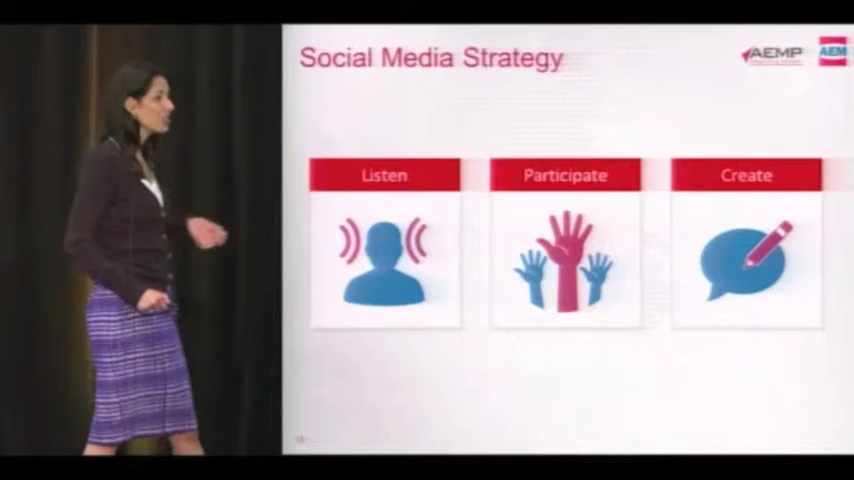 Social Media Strategy
AEMP
AEM
Listen
Participate
Create